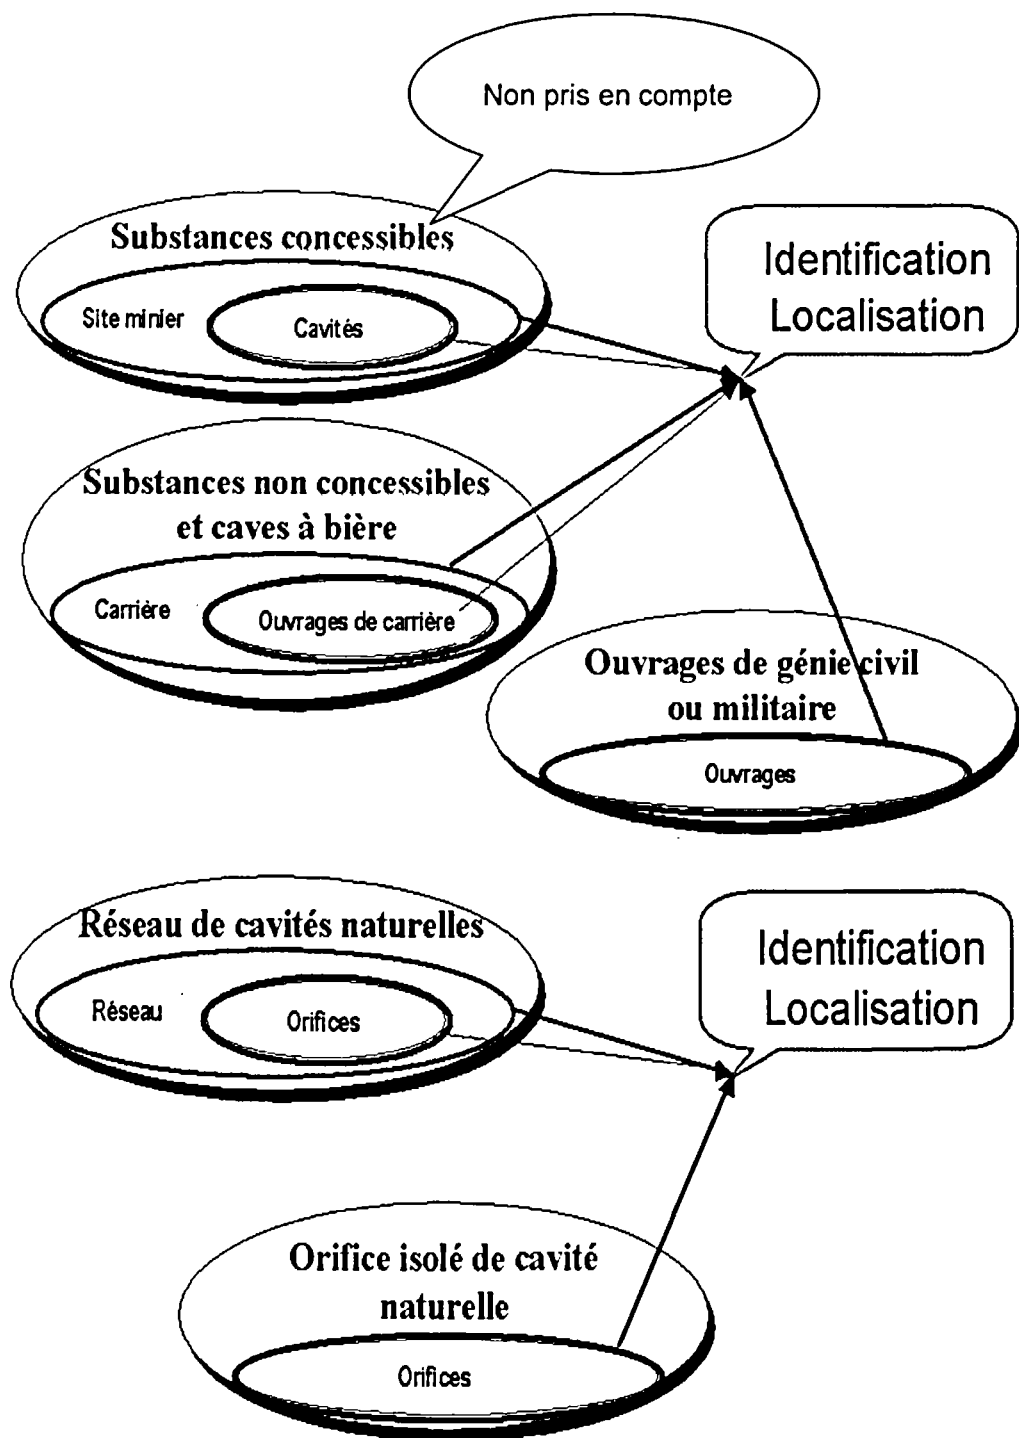 Non pris en compte
Substances concessibles
Site minier
Cavités
Identification
Localisation
Substances non concessibles
et caves à bière
Carrière
Ouvrages de carrière
Ouvrages de génie civil
ou militaire
Ouvrages
Réseau de cavités naturelles
Réseau
Orifices
Identification
Localisation
Orifice isolé de cavité
naturelle
Orifices